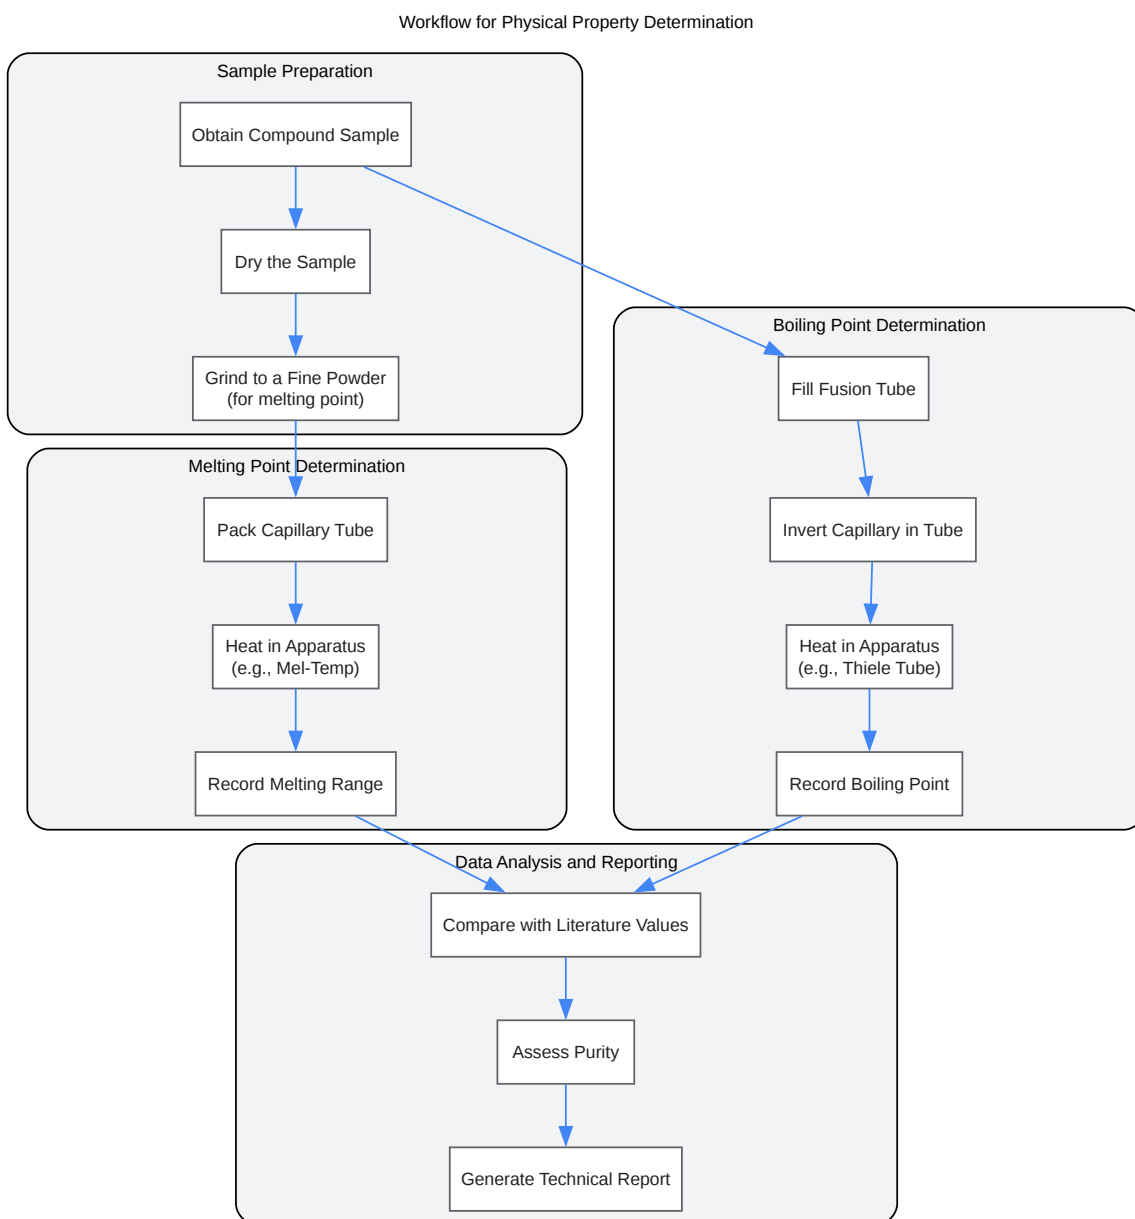 Workflow for Physical Property Determination
Sample Preparation
Obtain Compound Sample
Dry the Sample
Grind to a Fine Powder
(for melting point)
Boiling Point Determination
Fill Fusion Tube
Invert Capillary in Tube
Heat in Apparatus
(e.g., Thiele Tube)
Record Boiling Point
Melting Point Determination
Pack Capillary Tube
Heat in Apparatus
(e.g., Mel-Temp)
Record Melting Range
Data Analysis and Reporting
Compare with Literature Values
Assess Purity
Generate Technical Report